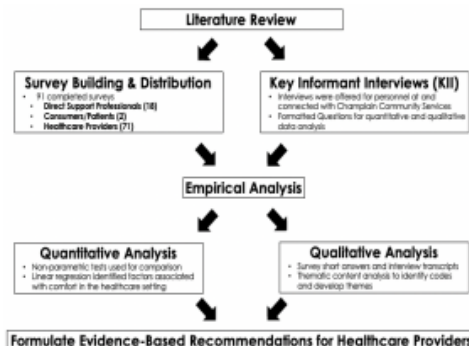 Literature Review
Survey Building & Distribution
• 91 completed surveys
• Direct Support Professionals (18)
• Consumers/Patients (2)
• Healthcare Providers (71)
Key Informant Interviews (KII)
• Interviews were offered for personnel at and
connected with Champlain Community Services
• Formatted Questions for quantitative and qualitative
data analysis
Empirical Analysis
Quantitative Analysis
• Non-parametric tests used for comparison
• Linear regression identified factors associated
with comfort in the healthcare setting
Qualitative Analysis
• Survey short answers and interview transcripts
• Thematic content analysis to identify codes
and develop themes
Formulate Evidence-Based Recommendations for Healthcare Providers